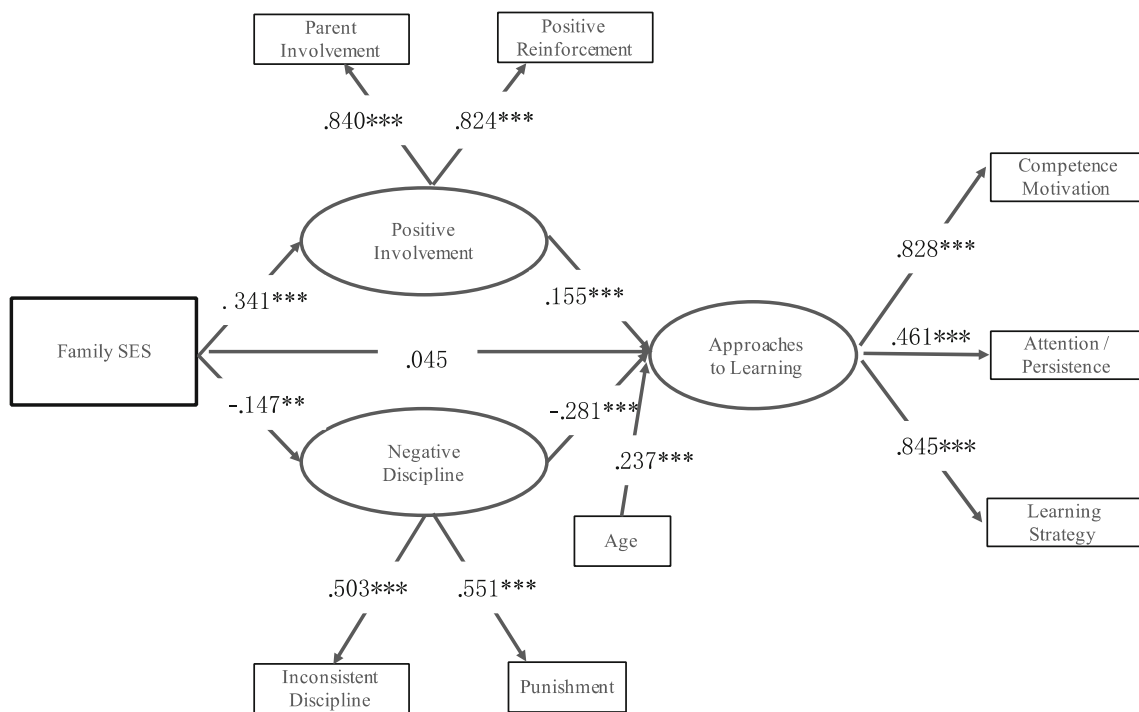 Parent
Involvement
Positive
Reinforcement
.840***
.824***
Competence
Motivation
Positive
Involvement
.828***
. 341***
.155***
Family SES
.045
Approaches
to Learning
.461***
Attention /
Persistence
-.147**
-.281***
Negative
Discipline
.237***
.845***
Age
Learning
Strategy
.503***
.551***
Inconsistent
Discipline
Punishment